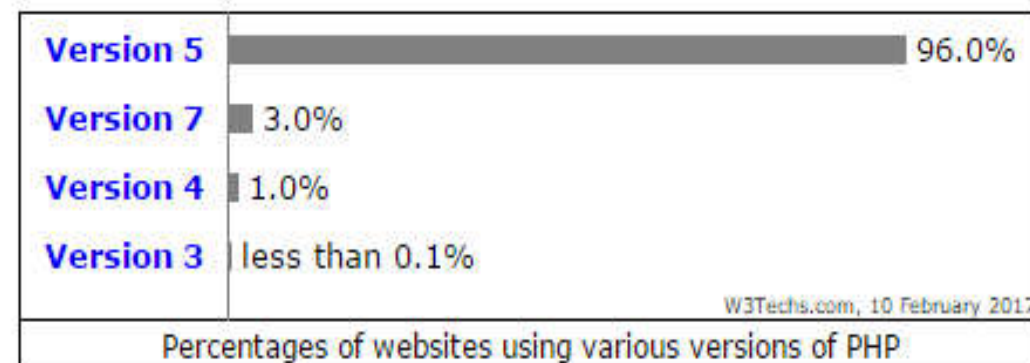 Version 5 96.0%
Version 7 3.0%
Version 4 1.0%
Version 3 less than 0.1%
W3Techs.com, 10 February 2017
Percentages of websites using various versions of PHP